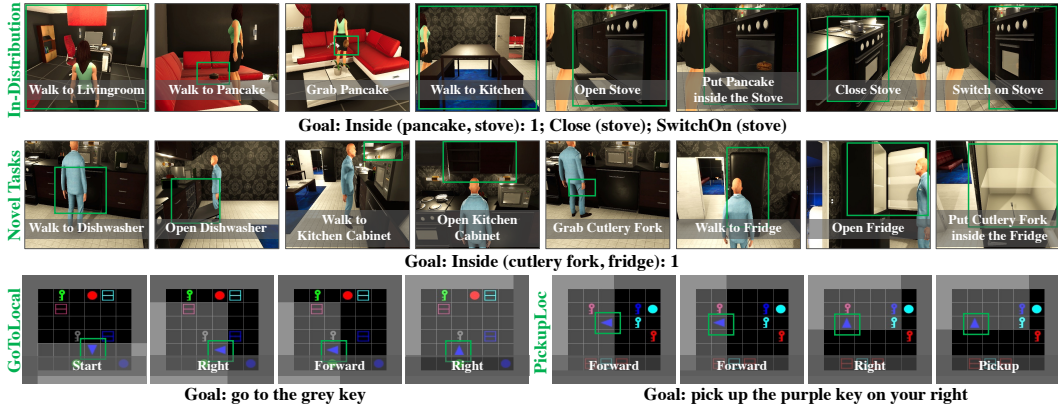 In-Distribution
Walk to Livingroom
Walk to Pancake
Grab Pancake
Walk to Kitchen
Open Stove
Put Pancake
inside the Stove
Close Stove
Switch on Stove
Goal: Inside (pancake, stove): 1; Close (stove); SwitchOn (stove)
Novel Tasks
Walk to Dishwasher
Open Dishwasher
Walk to
Kitchen Cabinet
Open Kitchen
Cabinet
Grab Cutlery Fork
Walk to Fridge
Open Fridge
Put Cutlery Fork
inside the Fridge
Goal: Inside (cutlery fork, fridge): 1
GoToLocal
Start
Right
Forward
Right
Goal: go to the grey key
PickupLoc
Forward
Forward
Right
Pickup
Goal: pick up the purple key on your right